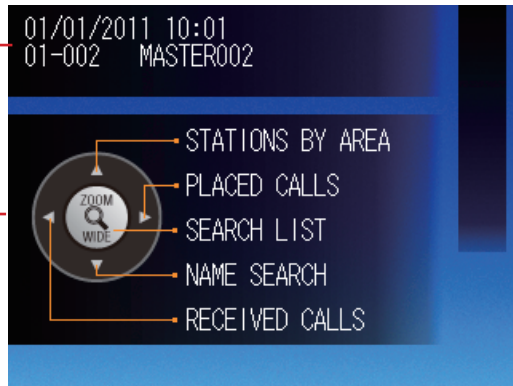 01/01/2011 10:01
01-002 MASTER002
STATIONS BY AREA
PLACED CALLS
ZOOM
WIDE
SEARCH LIST
NAME SEARCH
RECEIVED CALLS